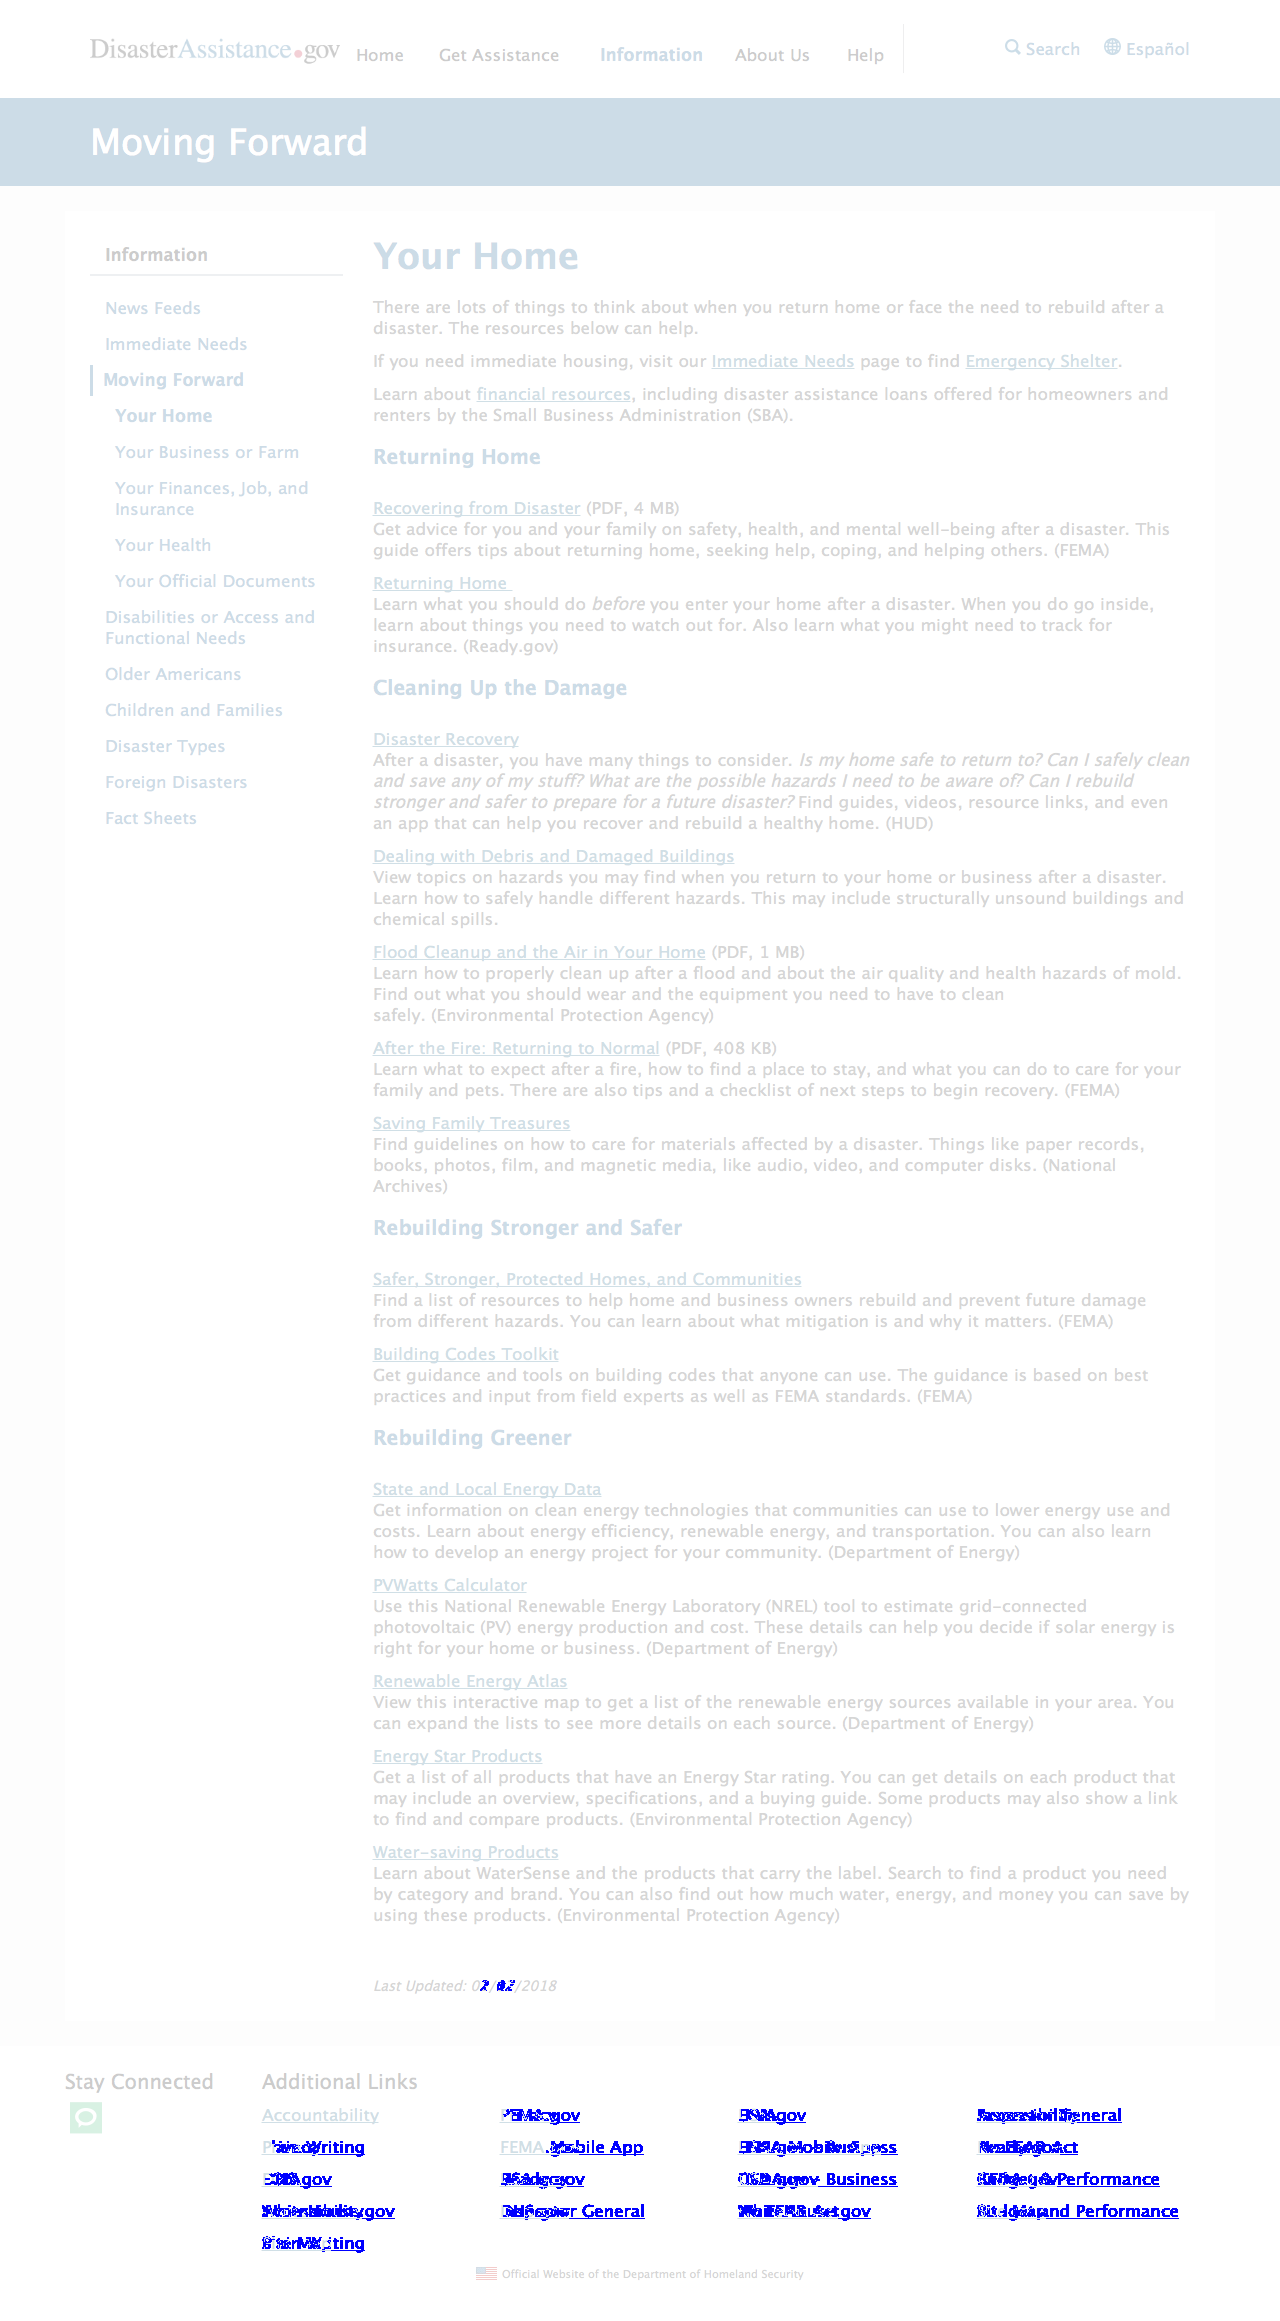 DisasterAssistance.gov Home Get Assistance Information About Us Help Search Español
Moving Forward
Information
News Feeds
Immediate Needs
Moving Forward
Your Home
Your Business or Farm
Your Finances, Job, and
Insurance
Your Health
Your Official Documents
Disabilities or Access and
Functional Needs
Older Americans
Children and Families
Disaster Types
Foreign Disasters
Fact Sheets
Your Home
There are lots of things to think about when you return home or face the need to rebuild after a
disaster. The resources below can help.
If you need immediate housing, visit our Immediate Needs page to find Emergency Shelter.
Learn about financial resources, including disaster assistance loans offered for homeowners and
renters by the Small Business Administration (SBA).
Returning Home
Recovering from Disaster (PDF, 4 MB)
Get advice for you and your family on safety, health, and mental well-being after a disaster. This
guide offers tips about returning home, seeking help, coping, and helping others. (FEMA)
Returning Home
Learn what you should do before you enter your home after a disaster. When you do go inside,
learn about things you need to watch out for. Also learn what you might need to track for
insurance. (Ready.gov)
Cleaning Up the Damage
Disaster Recovery
After a disaster, you have many things to consider. Is my home safe to return to? Can I safely clean
and save any of my stuff? What are the possible hazards I need to be aware of? Can I rebuild
stronger and safer to prepare for a future disaster? Find guides, videos, resource links, and even
an app that can help you recover and rebuild a healthy home. (HUD)
Dealing with Debris and Damaged Buildings
View topics on hazards you may find when you return to your home or business after a disaster.
Learn how to safely handle different hazards. This may include structurally unsound buildings and
chemical spills.
Flood Cleanup and the Air in Your Home (PDF, 1 MB)
Learn how to properly clean up after a flood and about the air quality and health hazards of mold.
Find out what you should wear and the equipment you need to have to clean
safely. (Environmental Protection Agency)
After the Fire: Returning to Normal (PDF, 408 KB)
Learn what to expect after a fire, how to find a place to stay, and what you can do to care for your
family and pets. There are also tips and a checklist of next steps to begin recovery. (FEMA)
Saving Family Treasures
Find guidelines on how to care for materials affected by a disaster. Things like paper records,
books, photos, film, and magnetic media, like audio, video, and computer disks. (National
Archives)
Rebuilding Stronger and Safer
Safer, Stronger, Protected Homes, and Communities
Find a list of resources to help home and business owners rebuild and prevent future damage
from different hazards. You can learn about what mitigation is and why it matters. (FEMA)
Building Codes Toolkit
Get guidance and tools on building codes that anyone can use. The guidance is based on best
practices and input from field experts as well as FEMA standards. (FEMA)
Rebuilding Greener
State and Local Energy Data
Get information on clean energy technologies that communities can use to lower energy use and
costs. Learn about energy efficiency, renewable energy, and transportation. You can also learn
how to develop an energy project for your community. (Department of Energy)
PVWatts Calculator
Use this National Renewable Energy Laboratory (NREL) tool to estimate grid-connected
photovoltaic (PV) energy production and cost. These details can help you decide if solar energy is
right for your home or business. (Department of Energy)
Renewable Energy Atlas
View this interactive map to get a list of the renewable energy sources available in your area. You
can expand the lists to see more details on each source. (Department of Energy)
Energy Star Products
Get a list of all products that have an Energy Star rating. You can get details on each product that
may include an overview, specifications, and a buying guide. Some products may also show a link
to find and compare products. (Environmental Protection Agency)
Water-saving Products
Learn about WaterSense and the products that carry the label. Search to find a product you need
by category and brand. You can also find out how much water, energy, and money you can save by
using these products. (Environmental Protection Agency)
Last Updated: /2018
Stay Connected
Additional Links
Accountability
General
Writing FEMA Mobile App
Business Performance
General and Performance
Official Website of the Department of Homeland Security